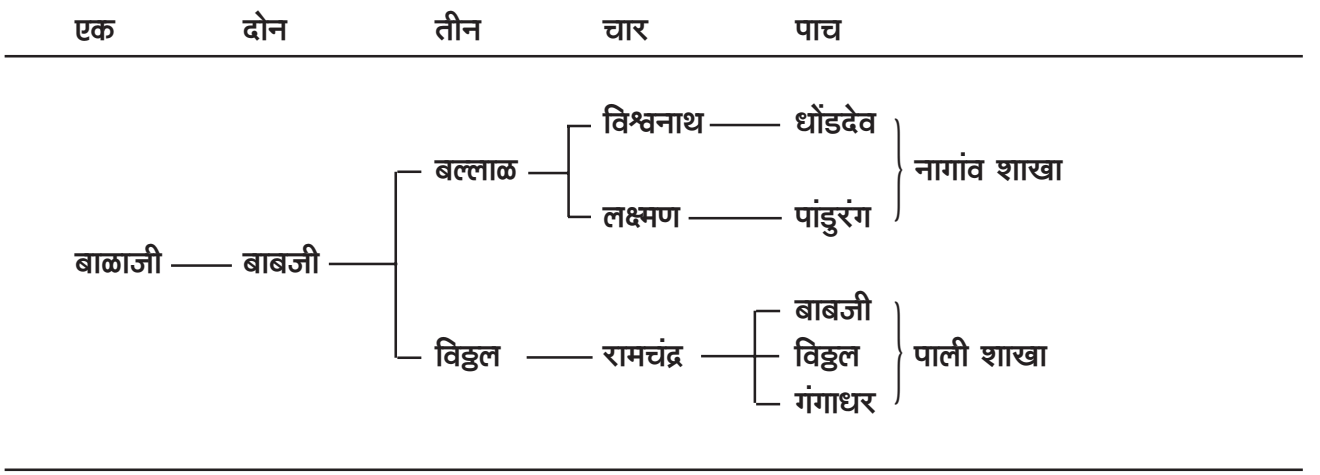 एक दोन तीन चार पाच
विश्वनाथ धोंडदेव
बल्लाळ नागांव शाखा
लक्ष्मण पांडुरंग
बाळाजी बाबजी
बाबजी
विठ्ठल रामचंद्र विठ्ठल पाली शाखा
गंगाधर